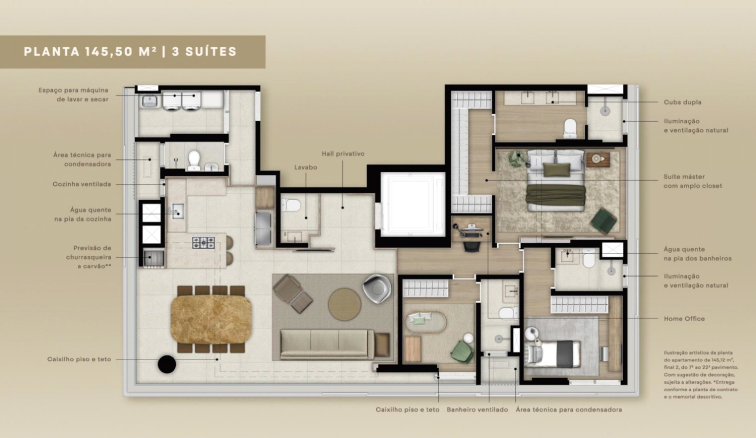 PLANTA 145,50 M² | 3 SUÍTES
Espaço para máquina
de lavar e secar
Área técnica para
condensadora
Cozinha ventilada
Água quente
na pia da cozinha
Previsão de
churrasqueira
a carvão**
Caixilho piso e teto
Lavabo
Hall privativo
Cuba dupla
Iluminação
e ventilação natural
Suíte máster
com amplo closet
Água quente
na pia dos banheiros
Iluminação
e ventilação natural
Home Office
Ilustração artística da planta
do apartamento de 145,12 m²,
final 2, do 7º ao 22º pavimento.
Com sugestão de decoração,
sujeita a alterações. *Entrega
conforme a planta de contrato
e o memorial descritivo.
Caixilho piso e teto
Banheiro ventilado
Área técnica para condensadora